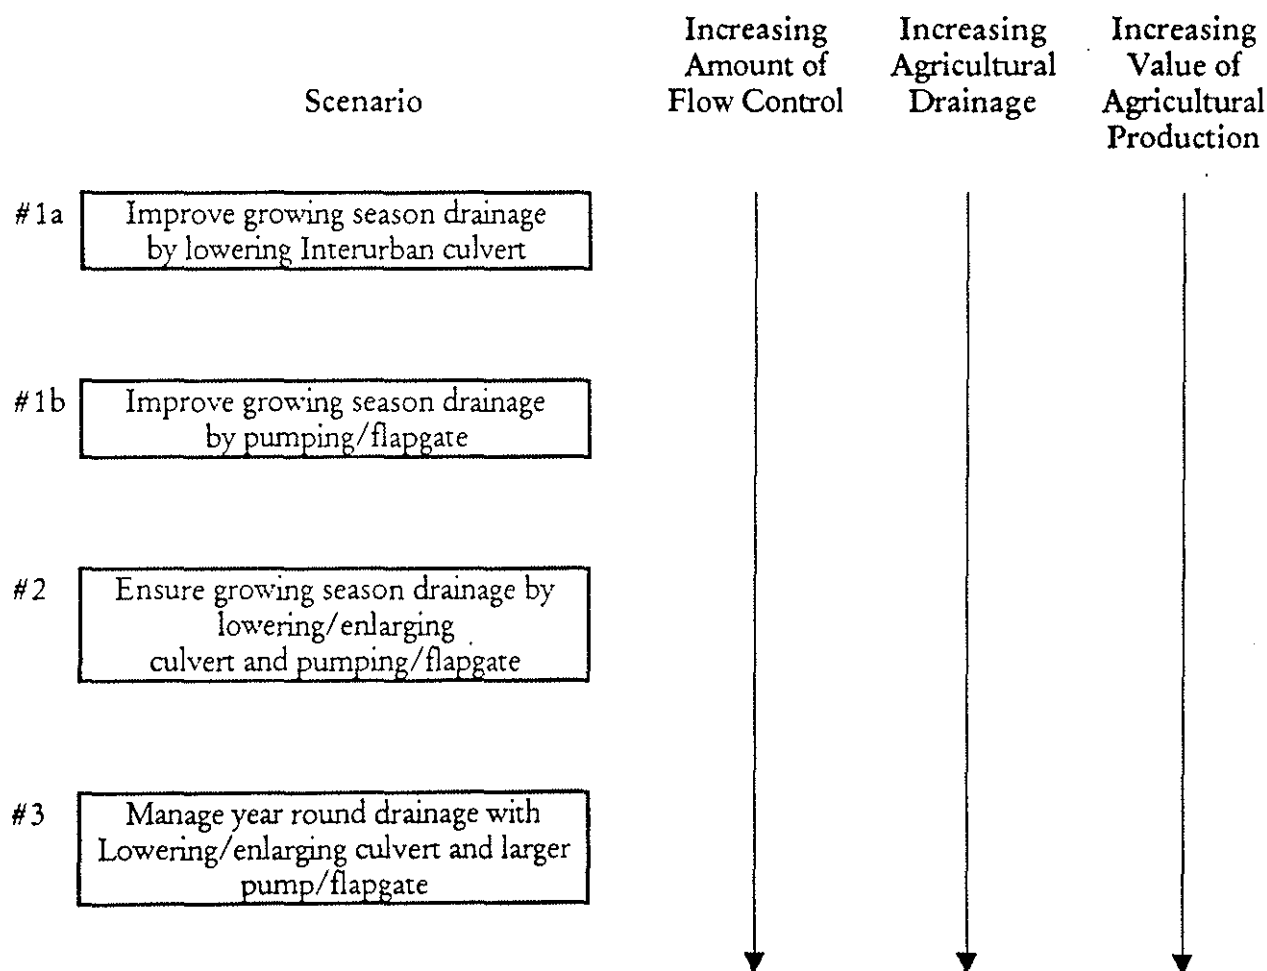 Scenario
Increasing
Amount of
Flow Control
Increasing
Agricultural
Drainage
Increasing
Value of
Agricultural
Production
#1a
Improve growing season drainage
by lowering Interurban culvert
#1b
Improve growing season drainage
by pumping/flapgate
#2
Ensure growing season drainage by
lowering/enlarging
culvert and pumping/flapgate
#3
Manage year round drainage with
Lowering/enlarging culvert and larger
pump/flapgate